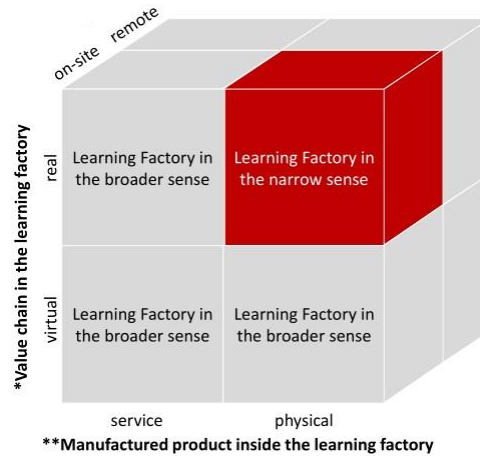 remote
on-site
*Value chain in the learning factory
real
Learning Factory in
the broader sense
Learning Factory in
the narrow sense
virtual
Learning Factory in
the broader sense
Learning Factory in
the broader sense
service
physical
**Manufactured product inside the learning factory